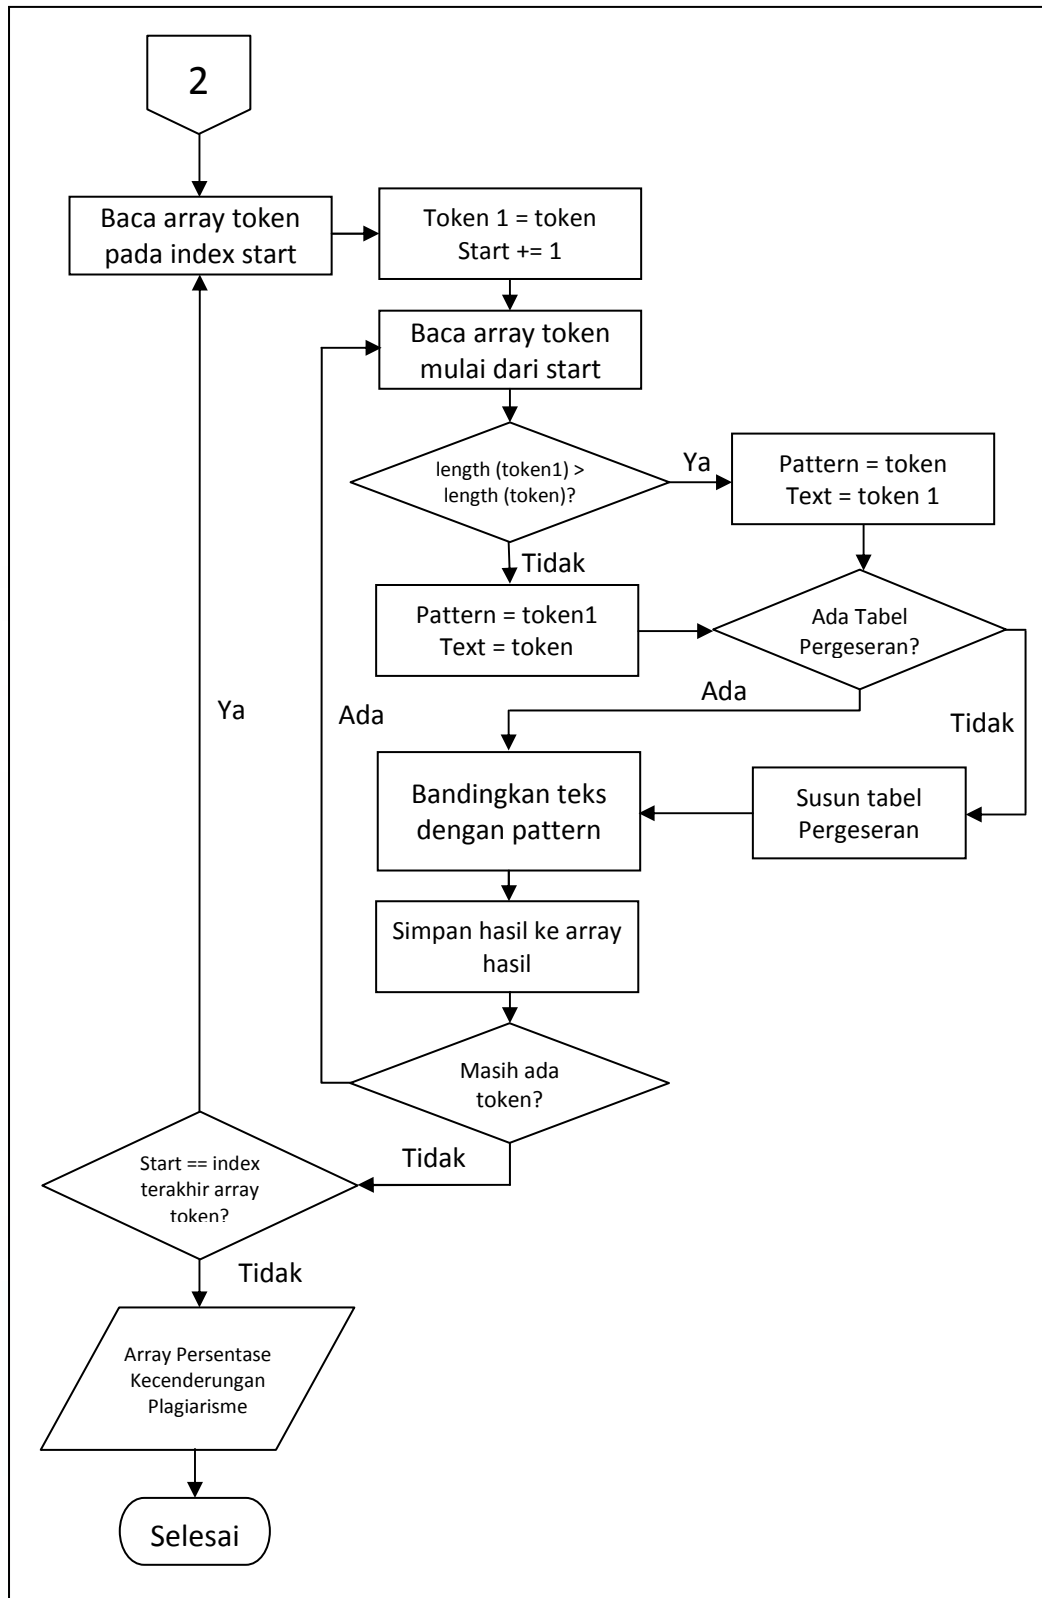 2
Baca array token
pada index start
Token 1 = token
Start += 1
Baca array token
mulai dari start
length (token1) >
length (token)?
Ya
Pattern = token
Text = token 1
Tidak
Pattern = token1
Text = token
Ada Tabel
Pergeseran?
Ada
Tidak
Ya
Ada
Bandingkan teks
dengan pattern
Susun tabel
Pergeseran
Simpan hasil ke array
hasil
Masih ada
token?
Tidak
Start == index
terakhir array
token?
Tidak
Array Persentase
Kecenderungan
Plagiarisme
Selesai